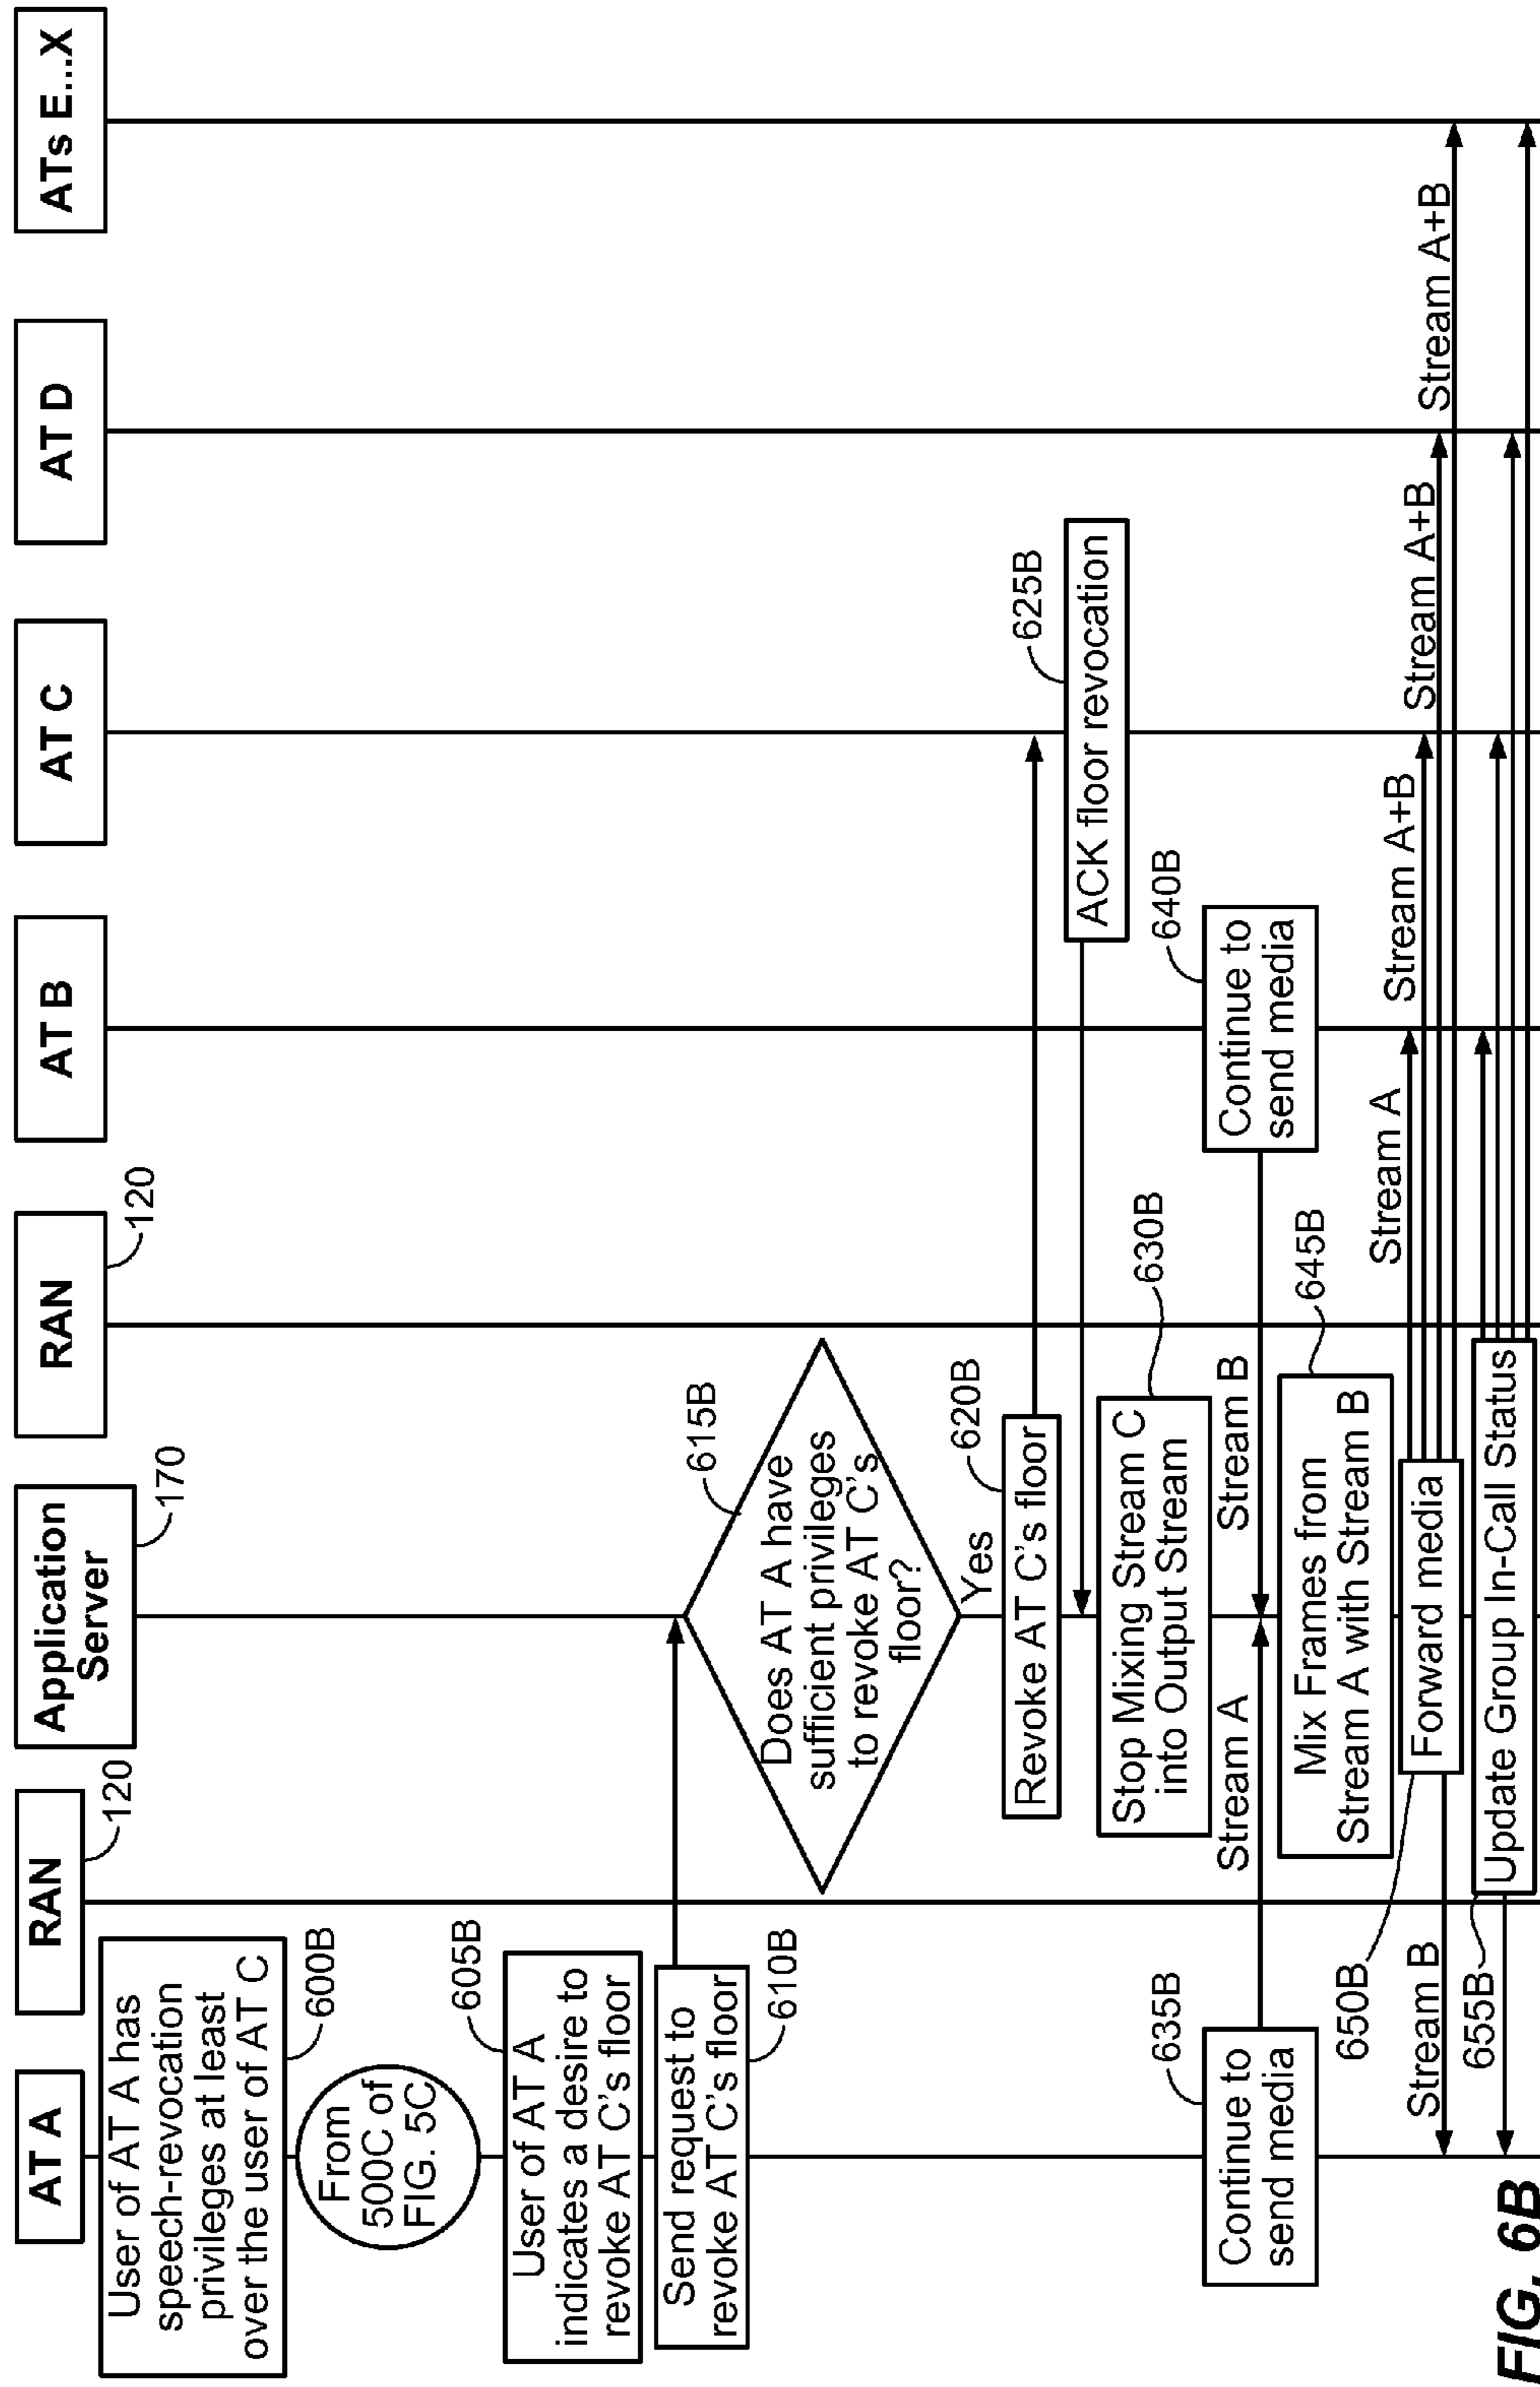 AT A
RAN
120
Application
Server
170
RAN
120
AT B
AT C
AT D
ATs E...X
User of AT A has
speech-revocation
privileges at least
over the user of AT C
600B
From
500C of
FIG. 5C
605B
User of AT A
indicates a desire to
revoke AT C's floor
Send request to
revoke AT C's floor
610B
615B
Does AT A have
sufficient privileges
to revoke AT C's
floor?
Yes
620B
Revoke AT C's floor
625B
ACK floor revocation
630B
Stop Mixing Stream C
into Output Stream
635B
Continue to
send media
Stream A
640B
Continue to
send media
Stream B
645B
Mix Frames from
Stream A with Stream B
650B
Forward media
Stream B
Stream A
Stream A+B
Stream A+B
Stream A+B
655B
Update Group In-Call Status
FIG. 6B